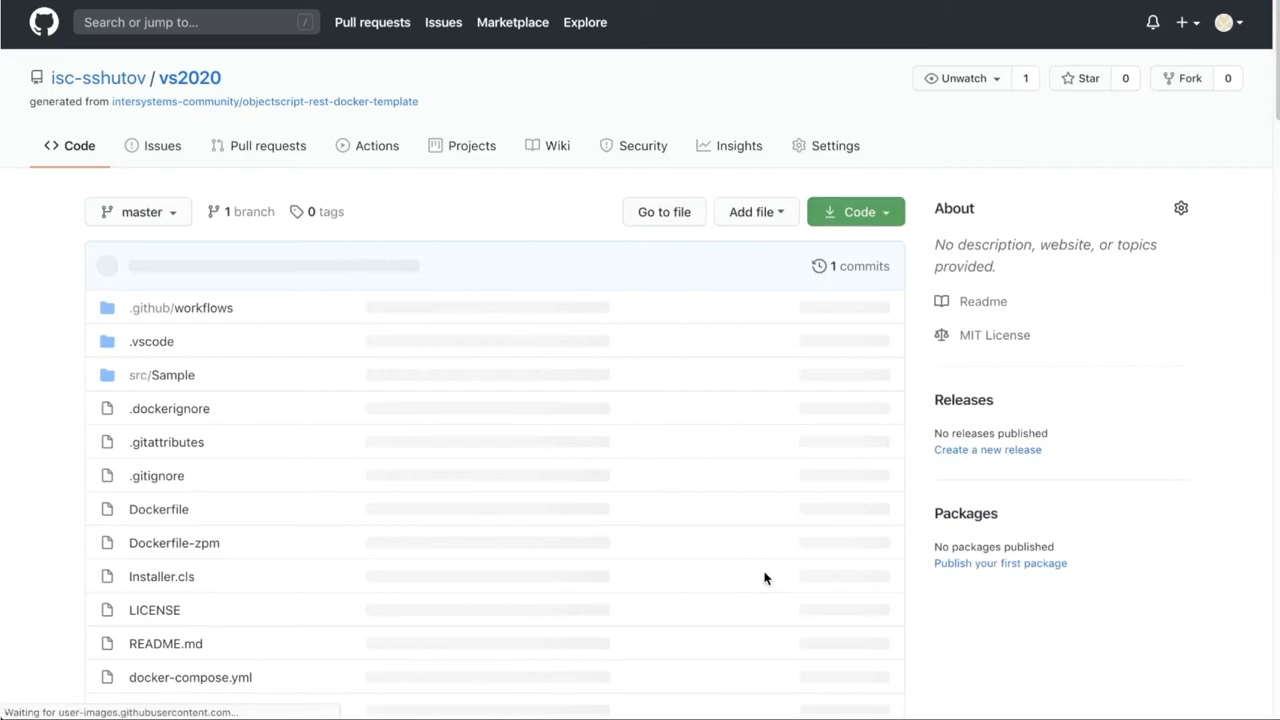 Search or jump to... /
Pull requests Issues Marketplace Explore
isc-sshutov / vs2020
Unwatch 1 Star 0 Fork 0
generated from intersystems-community/objectscript-rest-docker-template
Code Issues Pull requests Actions Projects Wiki Security Insights Settings
master 1 branch 0 tags Go to file Add file Code
About
No description, website, or topics
provided.
Readme
MIT License
Releases
No releases published
Create a new release
Packages
No packages published
Publish your first package
1 commits
.github/workflows
.vscode
src/Sample
.dockerignore
.gitattributes
.gitignore
Dockerfile
Dockerfile-zpm
Installer.cls
LICENSE
README.md
docker-compose.yml
Waiting for user-images.githubusercontent.com...